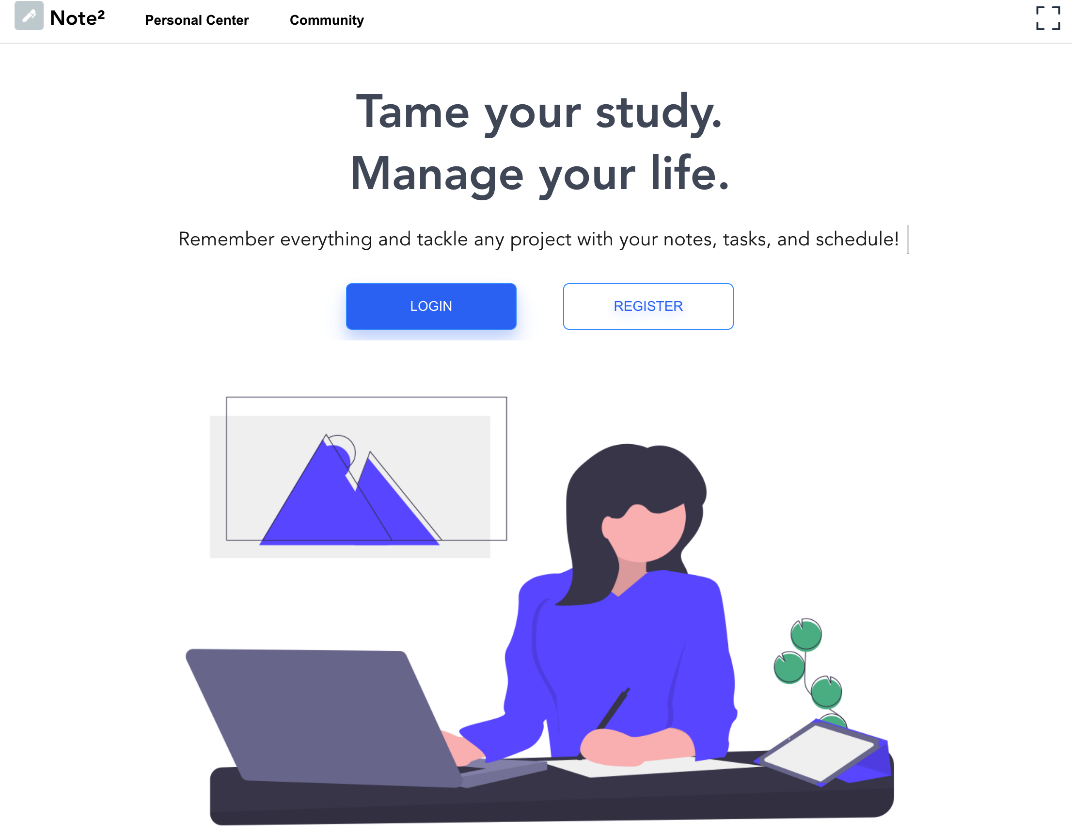 Note²
Personal Center
Community
Tame your study.
Manage your life.
Remember everything and tackle any project with your notes, tasks, and schedule!
LOGIN
REGISTER